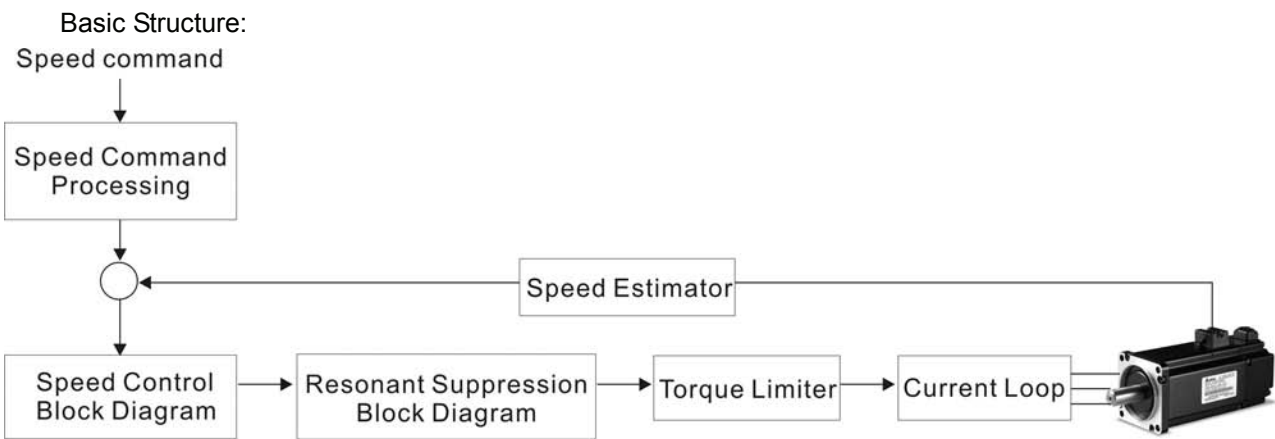 Basic Structure:
Speed command
Speed Command
Processing
Speed Estimator
Speed Control
Block Diagram
Resonant Suppression
Block Diagram
Torque Limiter
Current Loop